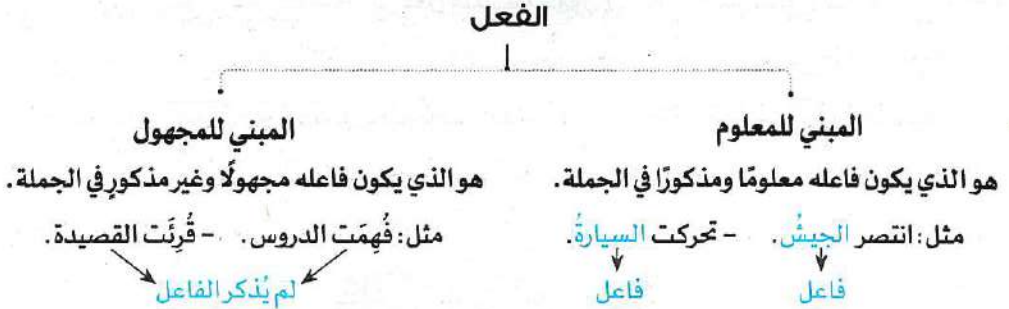 الفعل
المبني للمعلوم
هو الذي يكون فاعله معلومًا ومذكورًا في الجملة.
مثل: انتصر الجيشُ. - تحركت السيارةُ.
فاعل فاعل
المبني للمجهول
هو الذي يكون فاعله مجهولًا وغير مذكورٍ في الجملة.
مثل: فُهِمَت الدروس. - قُرِئَت القصيدة.
لم يُذكر الفاعل